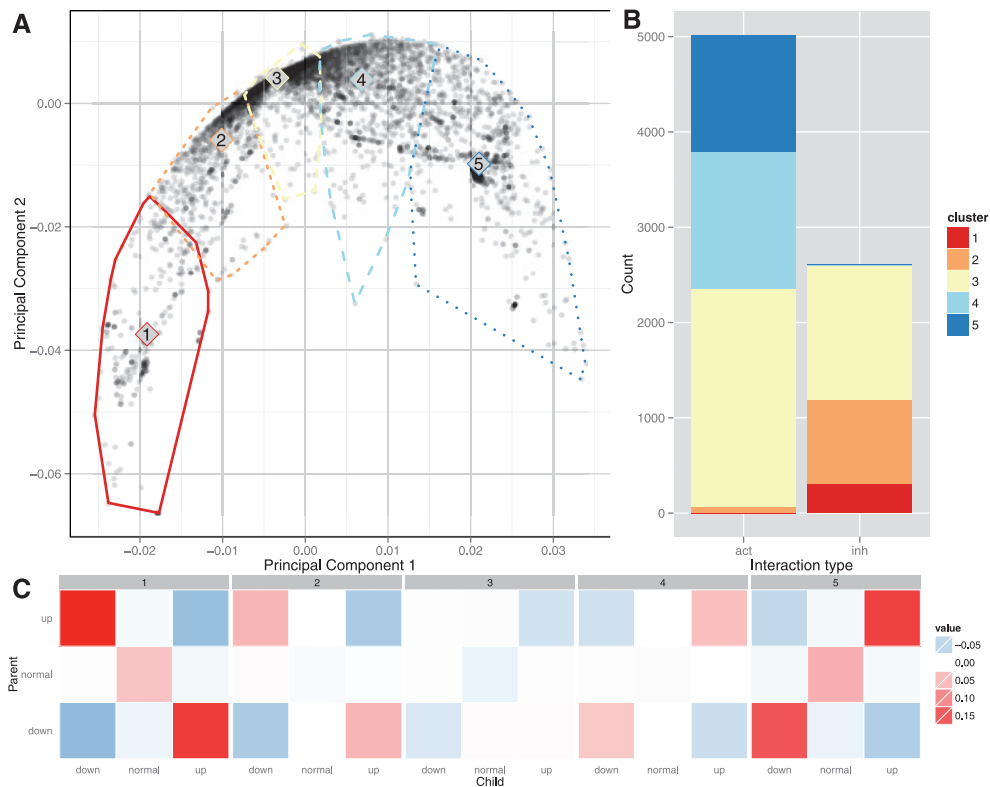 A
0.00
−0.02
−0.04
−0.06
Principal Component 2
1
2
3
4
5
−0.02
−0.01
0.00
0.01
0.02
0.03
Principal Component 1
B
5000
4000
3000
2000
1000
0
Count
act
inh
Interaction type
cluster
1
2
3
4
5
C
1
2
3
4
5
up
normal
down
Parent
down normal up down normal up down normal up down normal up down normal up
Child
value
−0.05
0.00
0.05
0.10
0.15